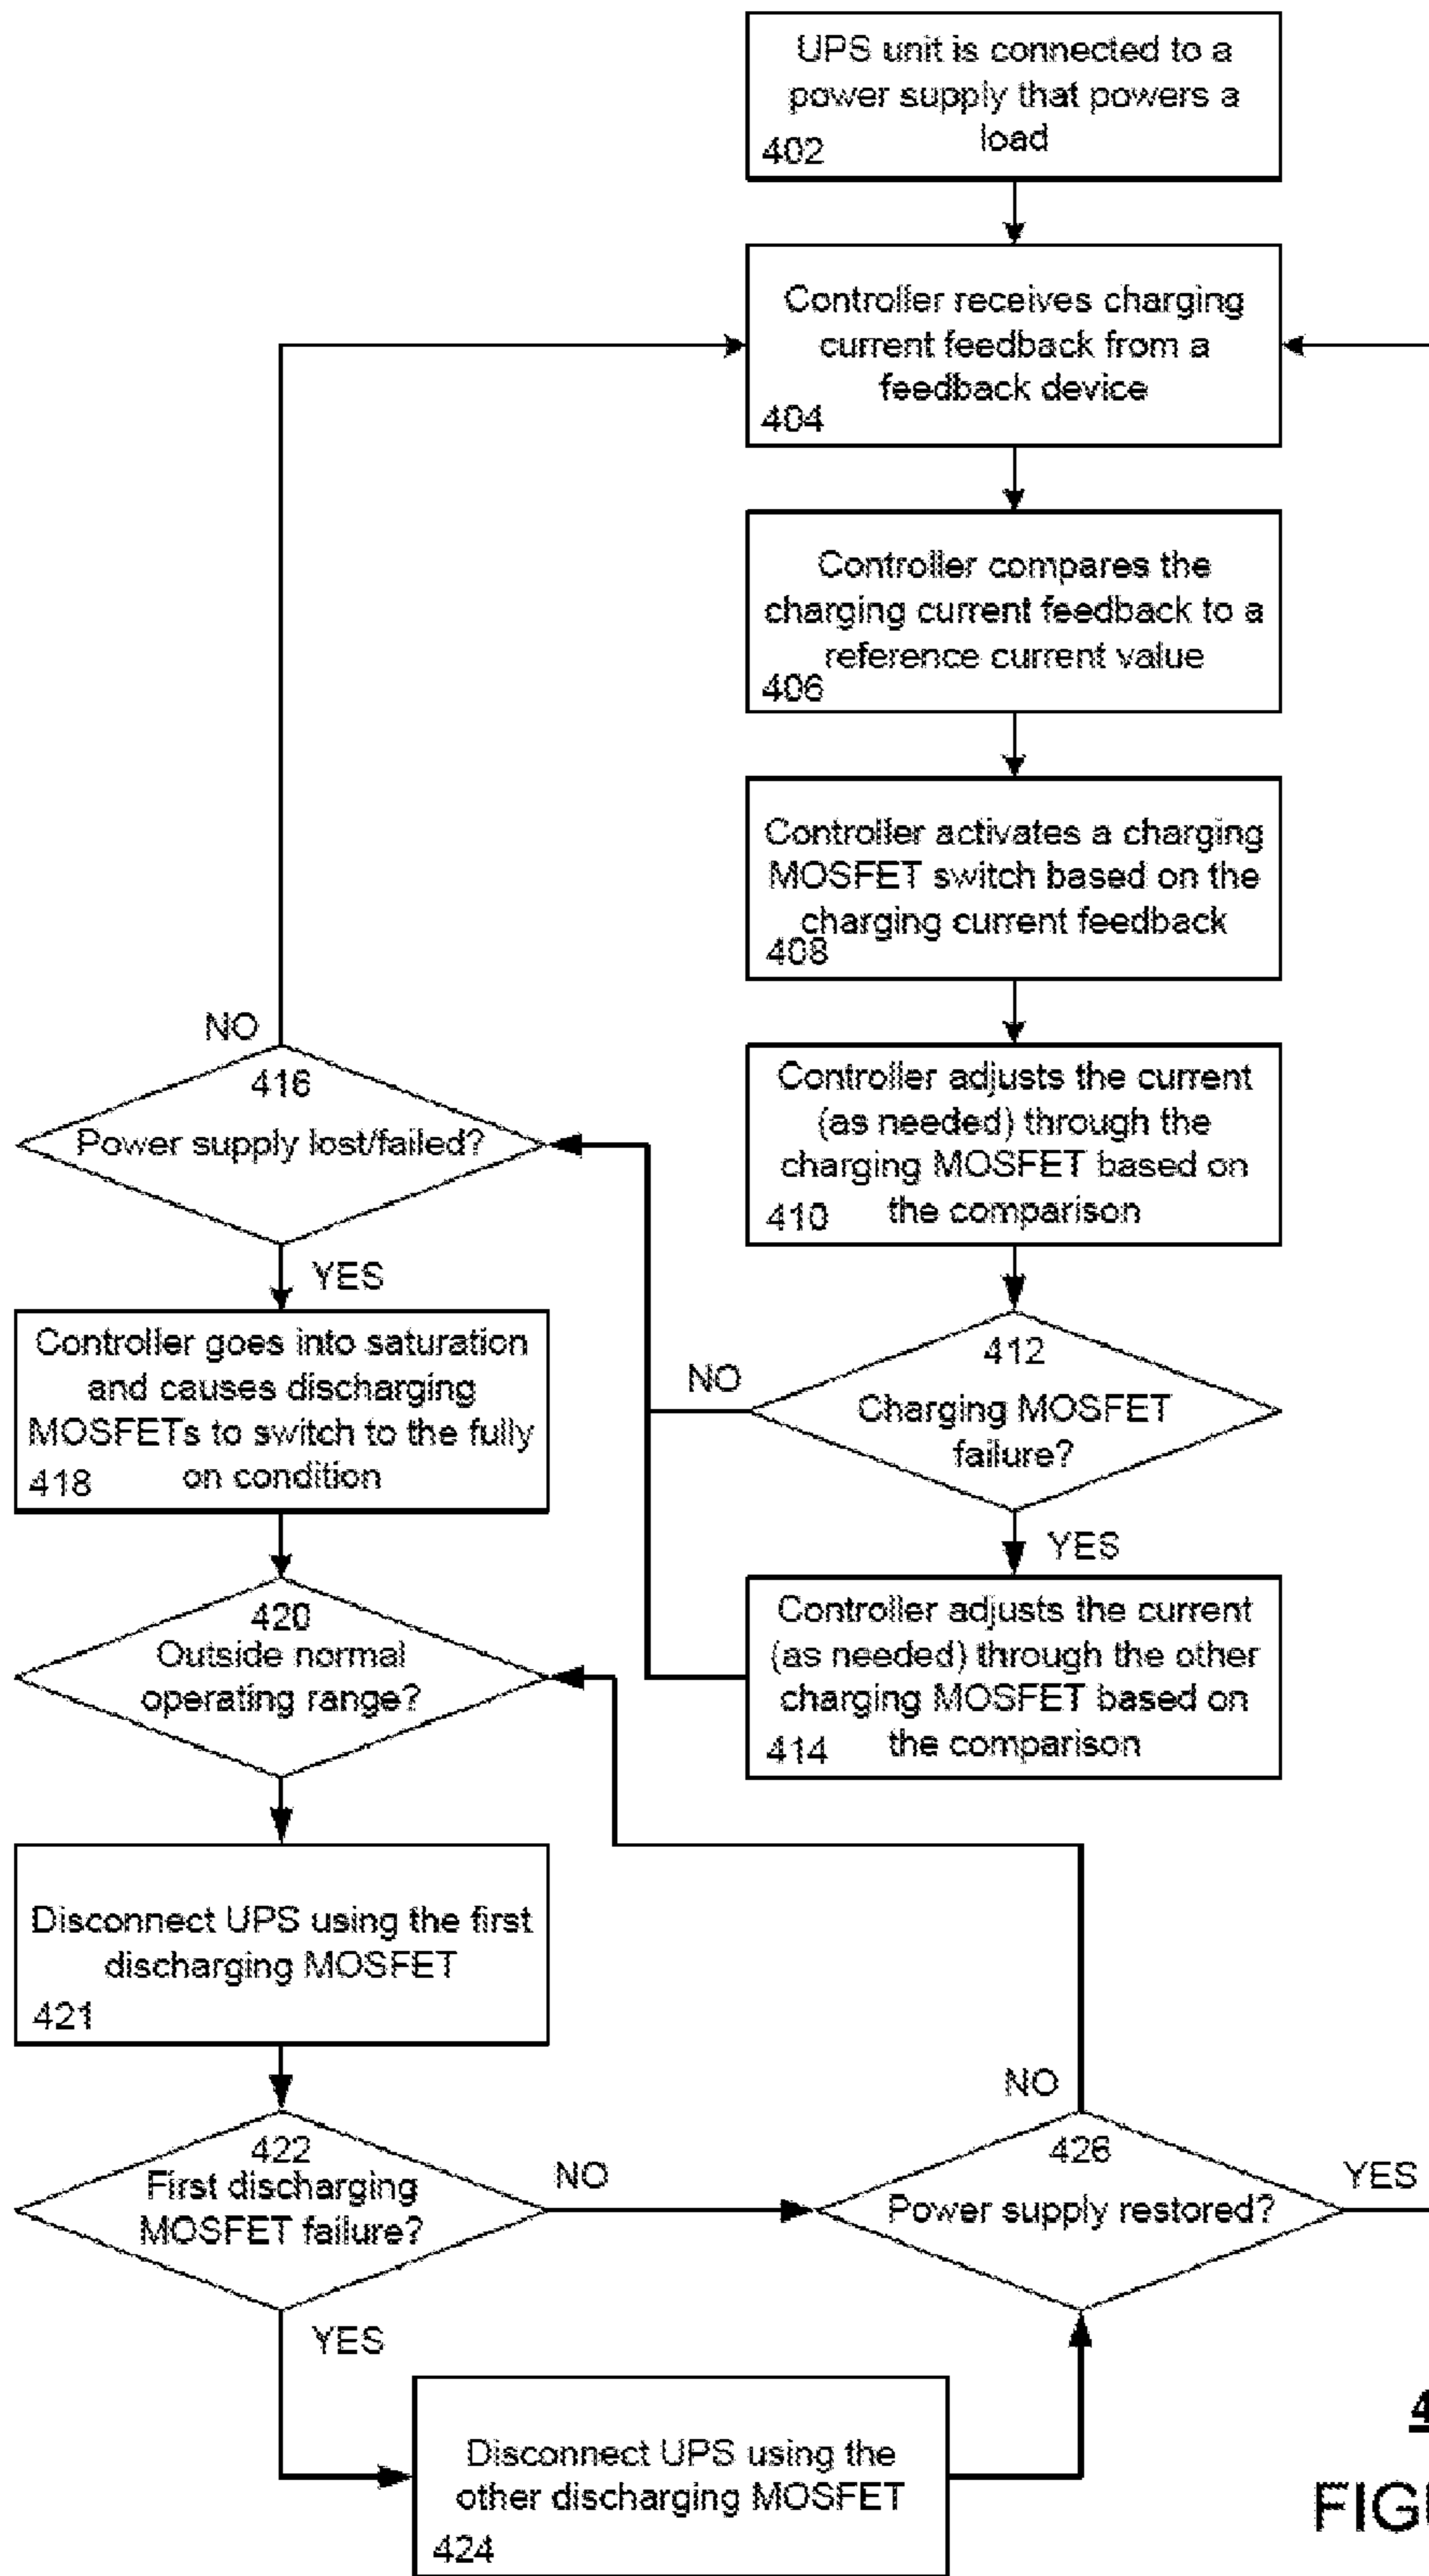 UPS unit is connected to a
power supply that powers a
load
402
Controller receives charging
current feedback from a
feedback device
404
Controller compares the
charging current feedback to a
reference current value
406
Controller activates a charging
MOSFET switch based on the
charging current feedback
408
Controller adjusts the current
(as needed) through the
charging MOSFET based on
the comparison
410
412
Charging MOSFET
failure?
NO
YES
Controller adjusts the current
(as needed) through the other
charging MOSFET based on
the comparison
414
NO
416
Power supply lost/failed?
YES
Controller goes into saturation
and causes discharging
MOSFETs to switch to the fully
on condition
418
420
Outside normal
operating range?
Disconnect UPS using the first
discharging MOSFET
421
422
First discharging
MOSFET failure?
NO
YES
Disconnect UPS using the
other discharging MOSFET
424
NO
426
Power supply restored?
YES